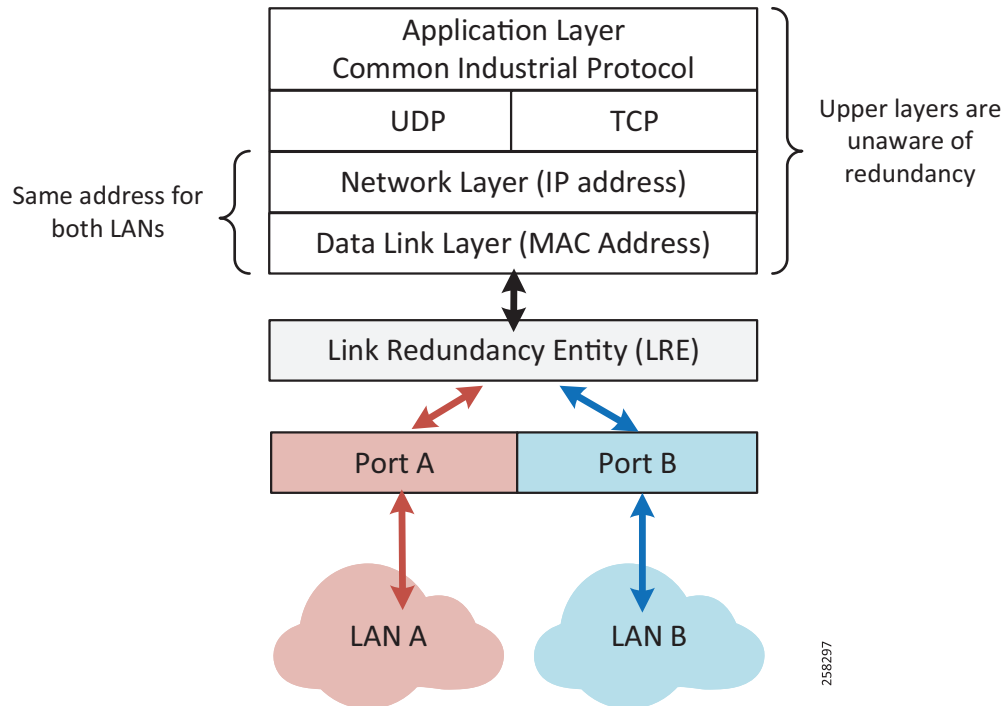 Application Layer
Common Industrial Protocol
UDP
TCP
Upper layers are
unaware of
redundancy
Same address for
both LANs
Network Layer (IP address)
Data Link Layer (MAC Address)
Link Redundancy Entity (LRE)
Port A
Port B
LAN A
LAN B
258297